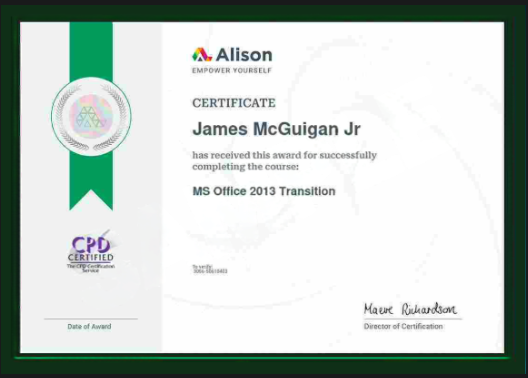 Alison
EMPOWER YOURSELF
CERTIFICATE
James McGuigan Jr
has received this award for successfully
completing the course:
MS Office 2013 Transition
CPD
CERTIFIED
The CPD Certification
Service
To verify:
Maeve Richardson
Date of Award
Director of Certification